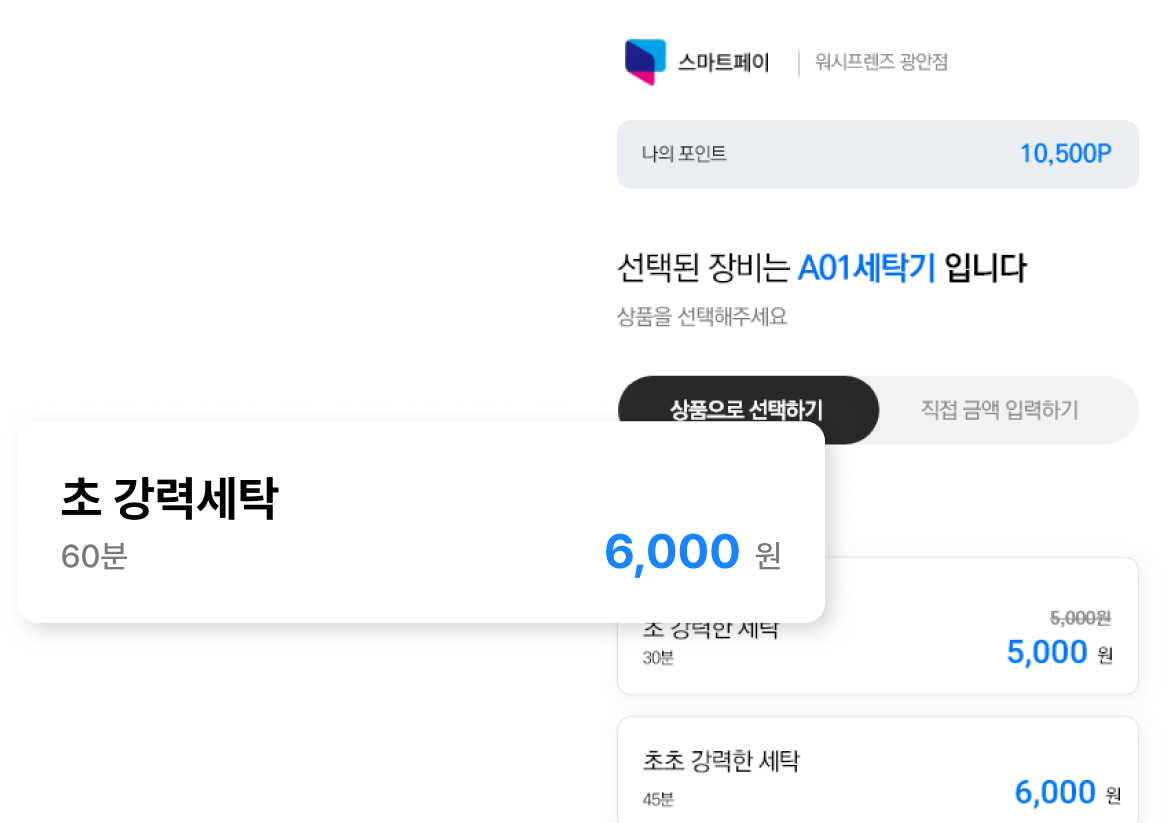 스마트페이
워시프렌즈 광안점
나의 포인트
10,500P
선택된 장비는 A01세탁기 입니다
상품을 선택해주세요
상품으로 선택하기
직접 금액 입력하기
초 강력세탁
60분
6,000 원
초 강력한 세탁
30분
5,000원
5,000 원
초초 강력한 세탁
45분
6,000 원